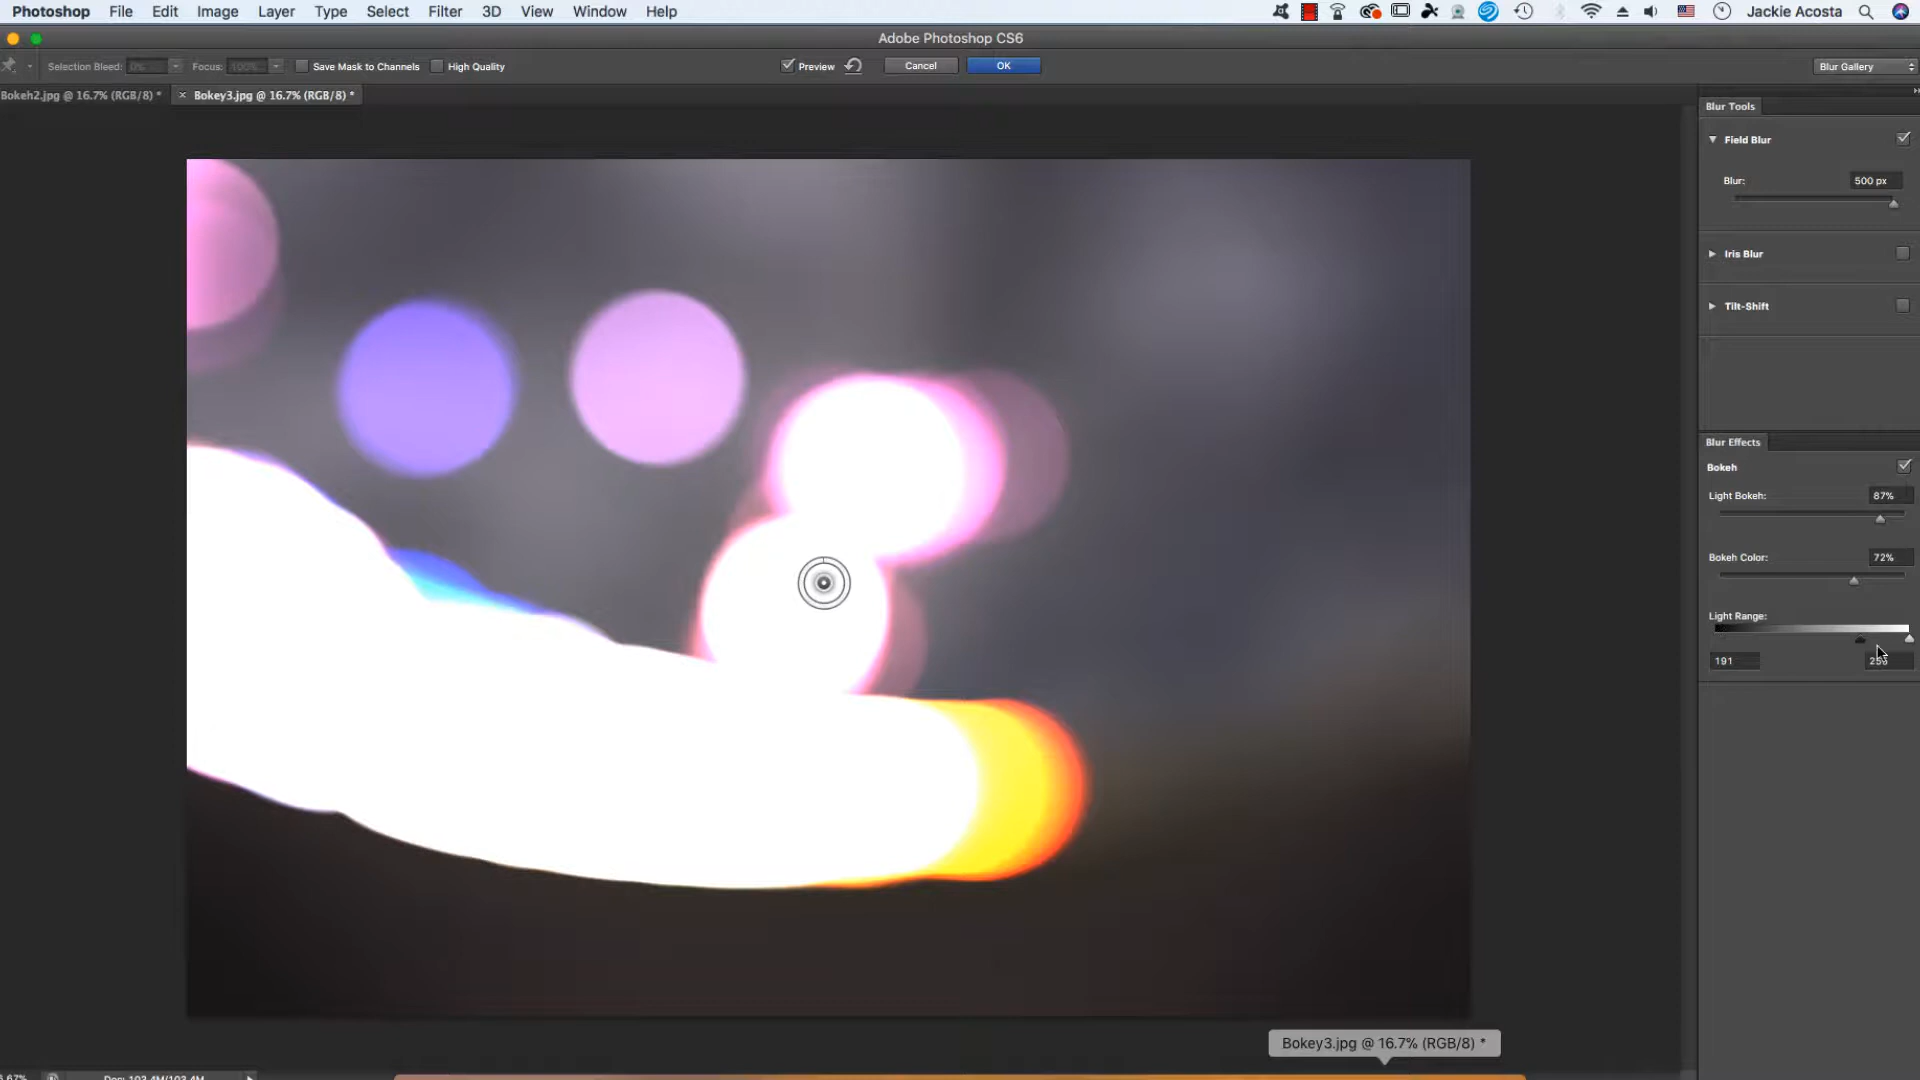 Photoshop File Edit Image Layer Type Select Filter 3D View Window Help Jackie Acosta
Adobe Photoshop CS6
Selection Bleed: 0% Focus: 100% Save Mask to Channels High Quality Preview Cancel OK Blur Gallery
Bokeh2.jpg @ 16.7% (RGB/8) * × Bokey3.jpg @ 16.7% (RGB/8) *
Blur Tools
Field Blur
Blur: 500 px
Iris Blur
Tilt-Shift
Blur Effects
Bokeh
Light Bokeh: 87%
Bokeh Color: 72%
Light Range:
191
Bokey3.jpg @ 16.7% (RGB/8) *